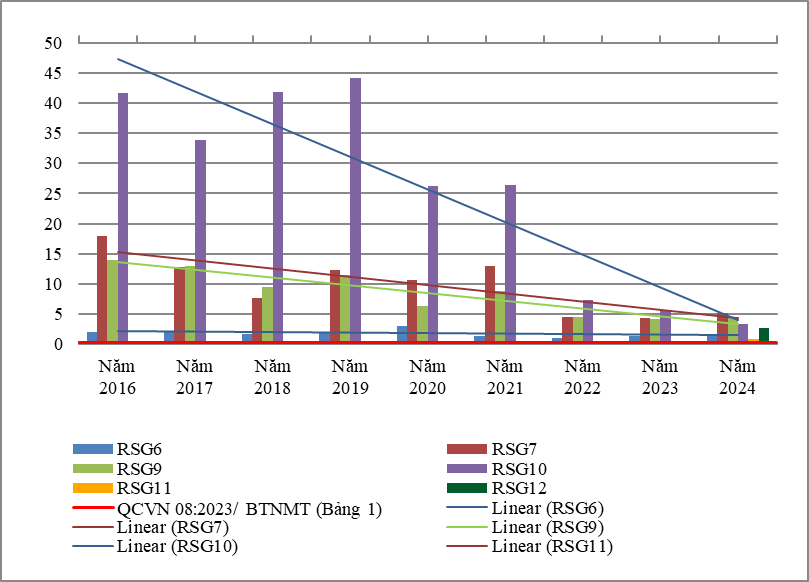 50
45
40
35
30
25
20
15
10
5
0
Năm Năm Năm Năm Năm Năm Năm Năm Năm
2016 2017 2018 2019 2020 2021 2022 2023 2024
RSG6 RSG7
RSG9 RSG10
RSG11 RSG12
QCVN 08:2023/ BTNMT (Bảng 1) Linear (RSG6)
Linear (RSG7) Linear (RSG9)
Linear (RSG10) Linear (RSG11)